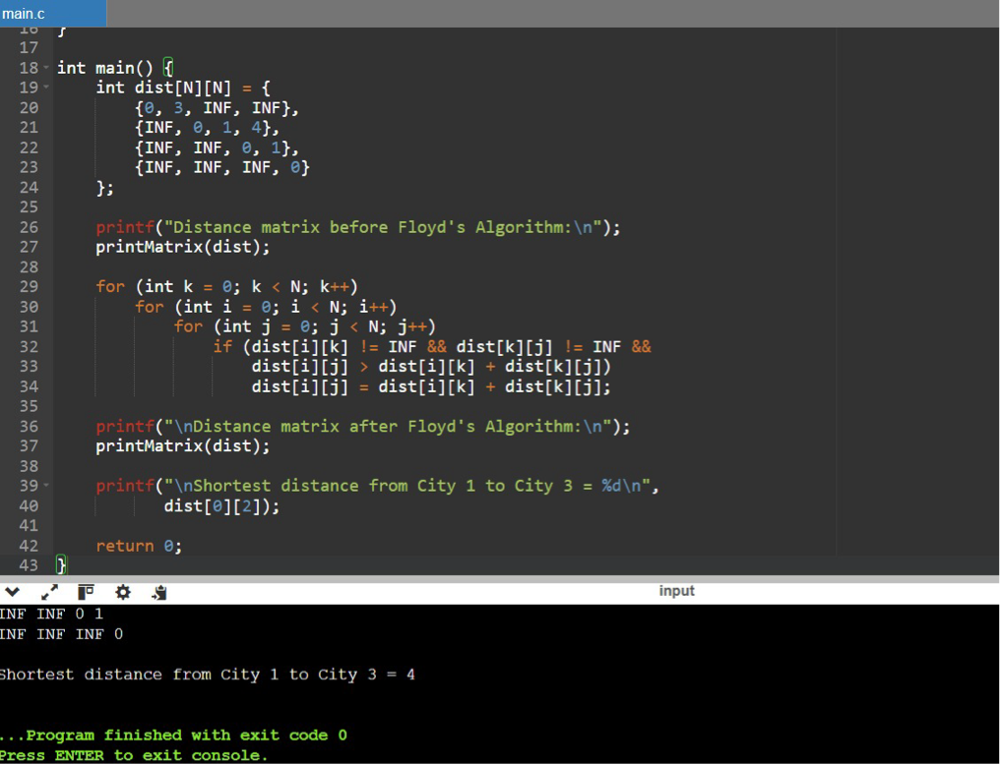 main.c
16 }
17
18 int main() {
19     int dist[N][N] = {
20         {0, 3, INF, INF},
21         {INF, 0, 1, 4},
22         {INF, INF, 0, 1},
23         {INF, INF, INF, 0}
24     };
25
26     printf("Distance matrix before Floyd's Algorithm:\n");
27     printMatrix(dist);
28
29     for (int k = 0; k < N; k++)
30         for (int i = 0; i < N; i++)
31             for (int j = 0; j < N; j++)
32                 if (dist[i][k] != INF && dist[k][j] != INF &&
33                     dist[i][j] > dist[i][k] + dist[k][j])
34                     dist[i][j] = dist[i][k] + dist[k][j];
35
36     printf("\nDistance matrix after Floyd's Algorithm:\n");
37     printMatrix(dist);
38
39     printf("\nShortest distance from City 1 to City 3 = %d\n",
40            dist[0][2]);
41
42     return 0;
43 }
input
INF INF 0 1
INF INF INF 0
Shortest distance from City 1 to City 3 = 4
...Program finished with exit code 0
Press ENTER to exit console.